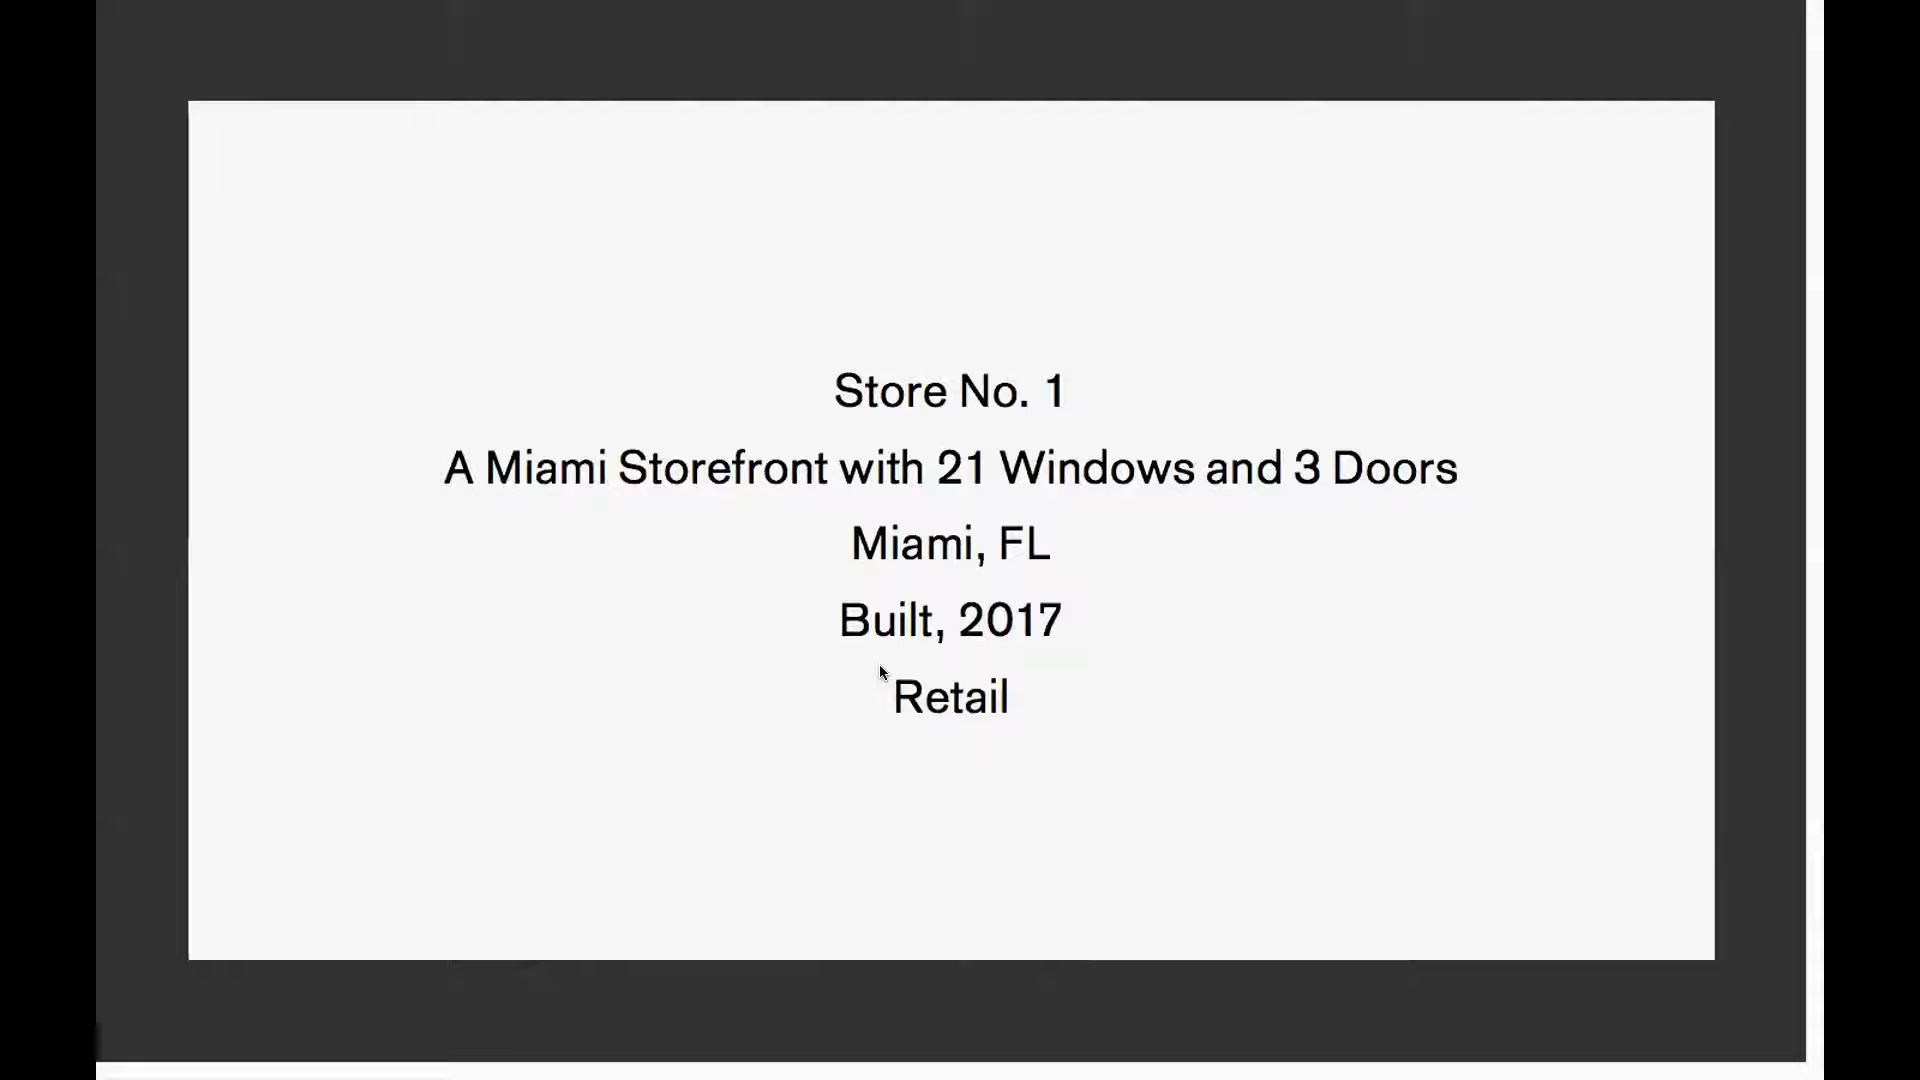 Store No. 1
A Miami Storefront with 21 Windows and 3 Doors
Miami, FL
Built, 2017
Retail